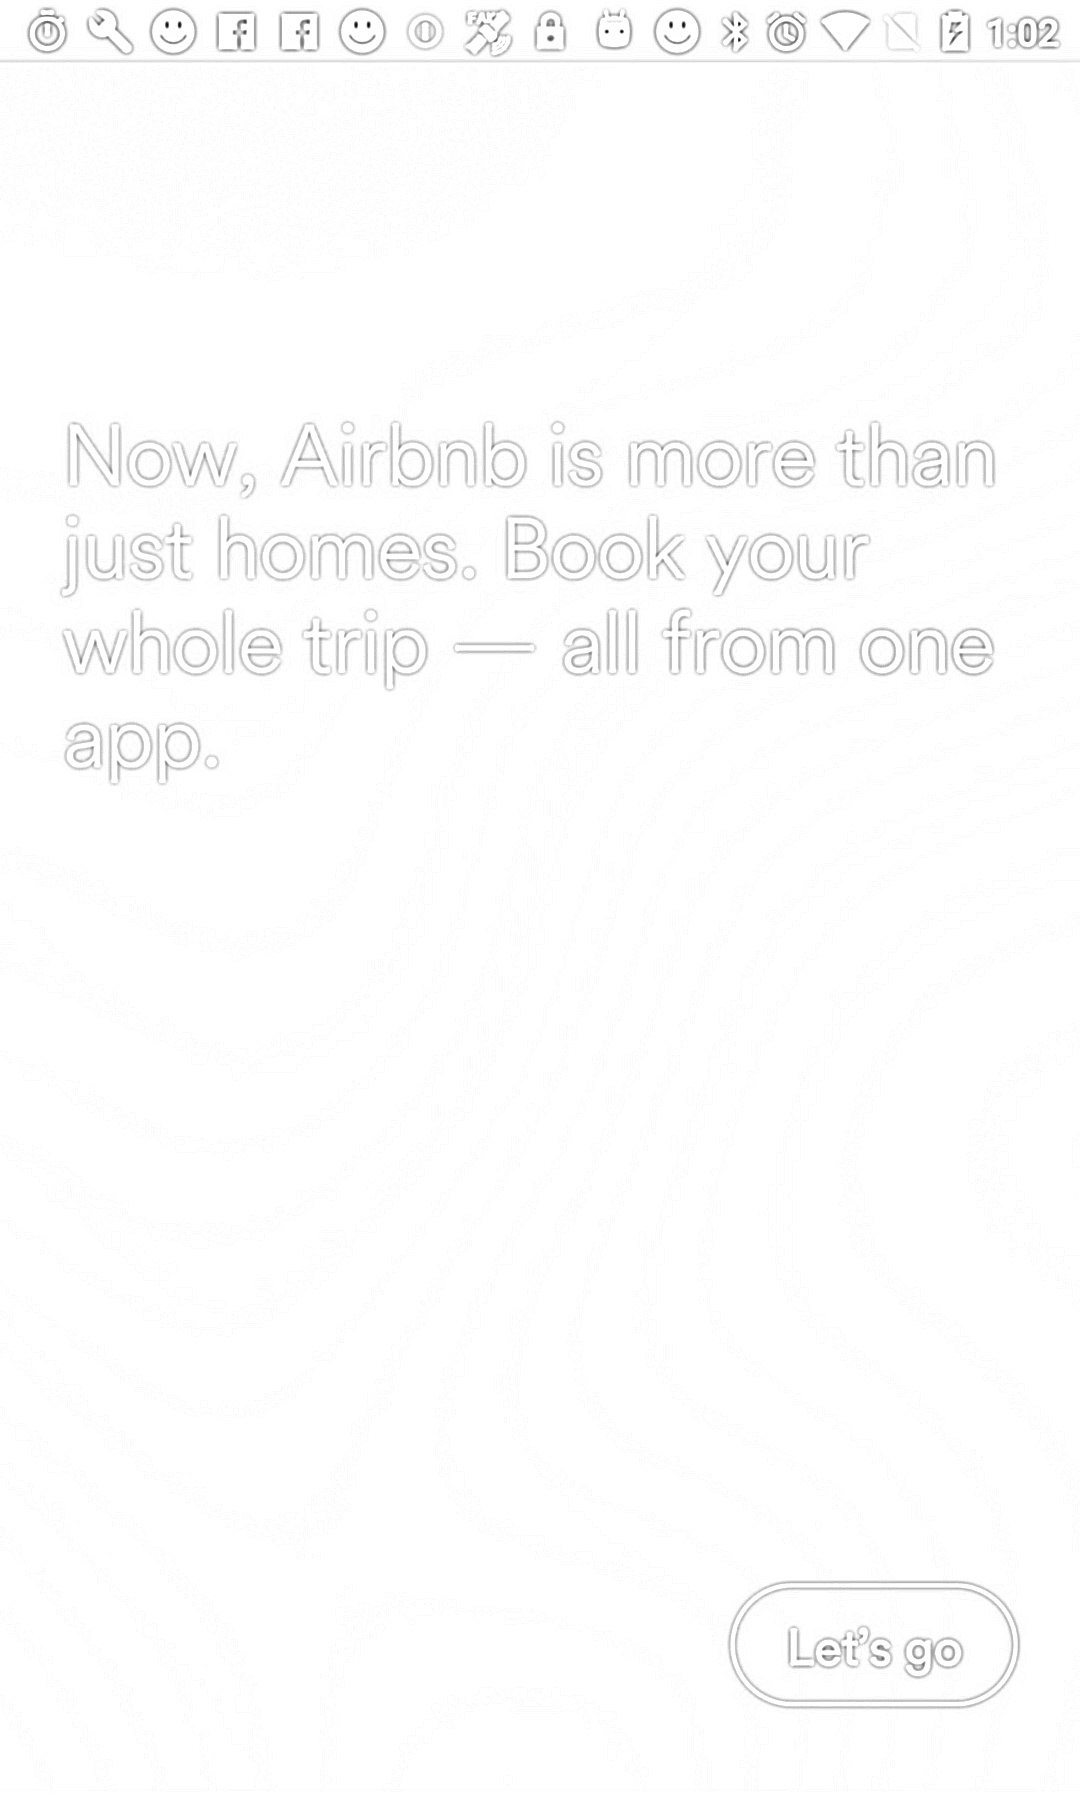 1:02
Now, Airbnb is more than
just homes. Book your
whole trip — all from one
app.
Let's go